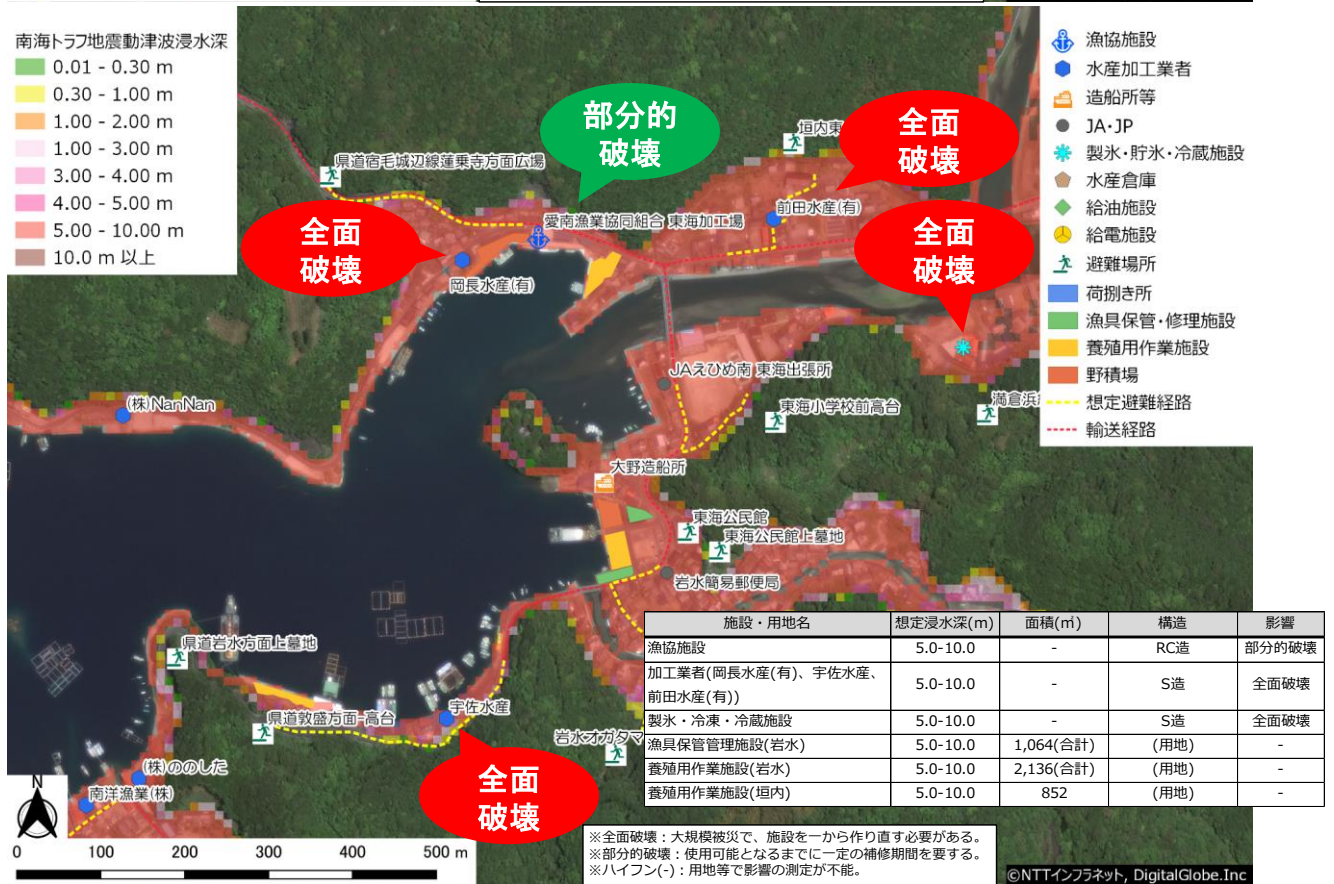 南海トラフ地震動津波浸水深
0.01 - 0.30 m
0.30 - 1.00 m
1.00 - 2.00 m
1.00 - 3.00 m
3.00 - 4.00 m
4.00 - 5.00 m
5.00 - 10.00 m
10.0 m 以上
漁協施設
水産加工業者
造船所等
JA・JP
製氷・貯氷・冷蔵施設
水産倉庫
給油施設
給電施設
避難場所
荷捌き所
漁具保管・修理施設
養殖用作業施設
野積場
想定避難経路
輸送経路
部分的
破壊
全面
破壊
垣内東
県道宿毛城辺線蓮乗寺方面広場
前田水産(有)
愛南漁業協同組合 東海加工場
全面
破壊
全面
破壊
岡長水産(有)
JAえひめ南 東海出張所
(株)NanNan
東海小学校前高台
満倉浜
大野造船所
東海公民館
東海公民館上墓地
岩水簡易郵便局
県道岩水方面上墓地
宇佐水産
県道敦盛方面-高台
岩水オガタマ
(株)ののした
南洋漁業(株)
全面
破壊
施設・用地名 想定浸水深(m) 面積(㎡) 構造 影響
漁協施設 5.0-10.0 - RC造 部分的破壊
加工業者(岡長水産(有)、宇佐水産、
前田水産(有)) 5.0-10.0 - S造 全面破壊
製氷・冷凍・冷蔵施設 5.0-10.0 - S造 全面破壊
漁具保管管理施設(岩水) 5.0-10.0 1,064(合計) (用地) -
養殖用作業施設(岩水) 5.0-10.0 2,136(合計) (用地) -
養殖用作業施設(垣内) 5.0-10.0 852 (用地) -
※全面破壊：大規模被災で、施設を一から作り直す必要がある。
※部分的破壊：使用可能となるまでに一定の補修期間を要する。
※ハイフン(-)：用地等で影響の測定が不能。
N
0 100 200 300 400 500 m
©NTTインフラネット, DigitalGlobe.Inc